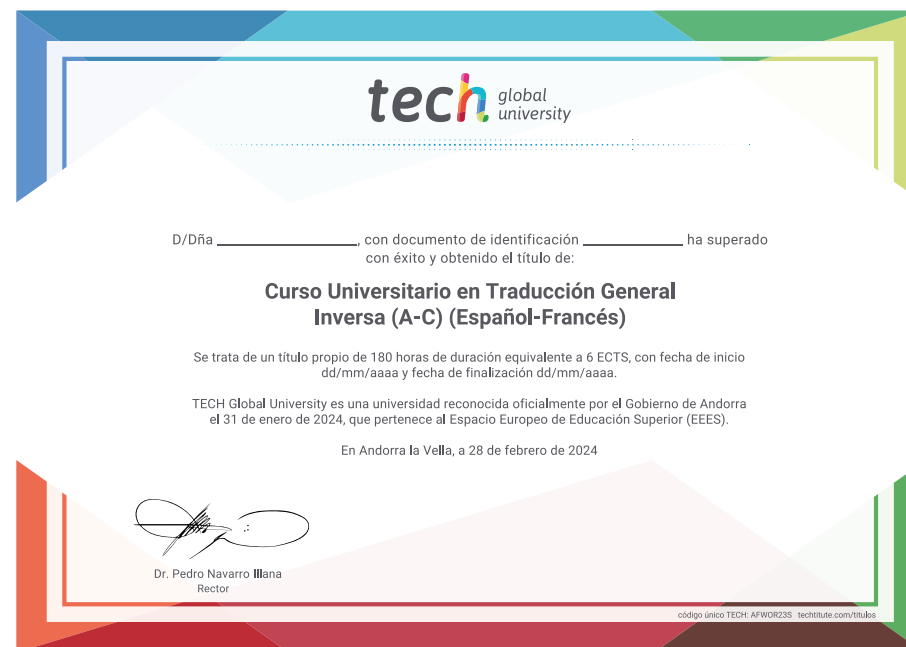 tech global university
D/Dña ____________________, con documento de identificación ______________ ha superado
con éxito y obtenido el título de:
Curso Universitario en Traducción General
Inversa (A-C) (Español-Francés)
Se trata de un título propio de 180 horas de duración equivalente a 6 ECTS, con fecha de inicio
dd/mm/aaaa y fecha de finalización dd/mm/aaaa.
TECH Global University es una universidad reconocida oficialmente por el Gobierno de Andorra
el 31 de enero de 2024, que pertenece al Espacio Europeo de Educación Superior (EEES).
En Andorra la Vella, a 28 de febrero de 2024
Dr. Pedro Navarro Illana
Rector
código único TECH: AFWOR23S techtitute.com/titulos